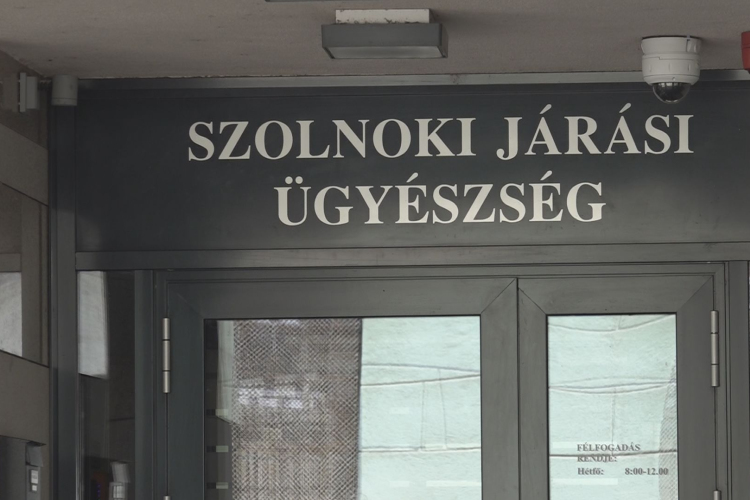 SZOLNOKI JÁRÁSI
ÜGYÉSZSÉG
FÉLFOGADÁS
RENDJE:
Hétfő: 8:00-12.00